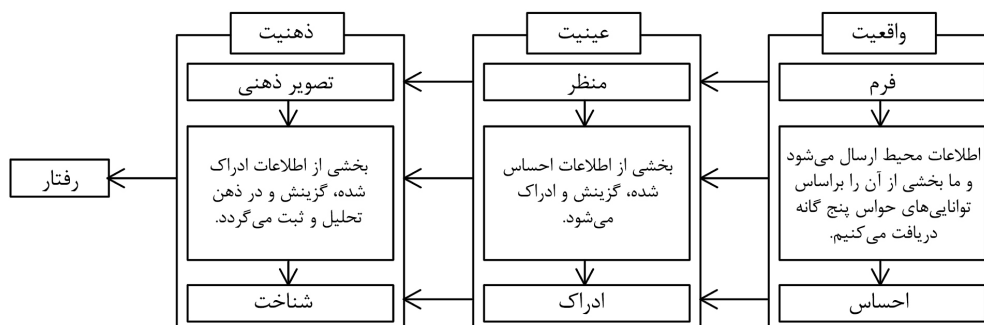 واقعیت
فرم
اطلاعات محیط ارسال می‌شود
و ما بخشی از آن را براساس
توانایی‌های حواس پنج گانه
دریافت می‌کنیم.
احساس
عینیت
منظر
بخشی از اطلاعات احساس
شده، گزینش و ادراک
می‌شود.
ادراک
ذهنیت
تصویر ذهنی
بخشی از اطلاعات ادراک
شده، گزینش و در ذهن
تحلیل و ثبت می‌گردد.
شناخت
رفتار